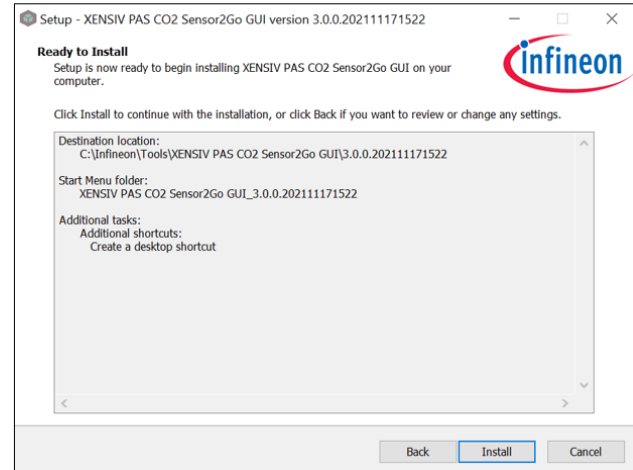 Setup - XENSIV PAS CO2 Sensor2Go GUI version 3.0.0.202111171522
Ready to Install
Setup is now ready to begin installing XENSIV PAS CO2 Sensor2Go GUI on your
computer.
infineon
Click Install to continue with the installation, or click Back if you want to review or change any settings.
Destination location:
C:\Infineon\Tools\XENSIV PAS CO2 Sensor2Go GUI\3.0.0.202111171522
Start Menu folder:
XENSIV PAS CO2 Sensor2Go GUI_3.0.0.202111171522
Additional tasks:
Additional shortcuts:
Create a desktop shortcut
Back
Install
Cancel